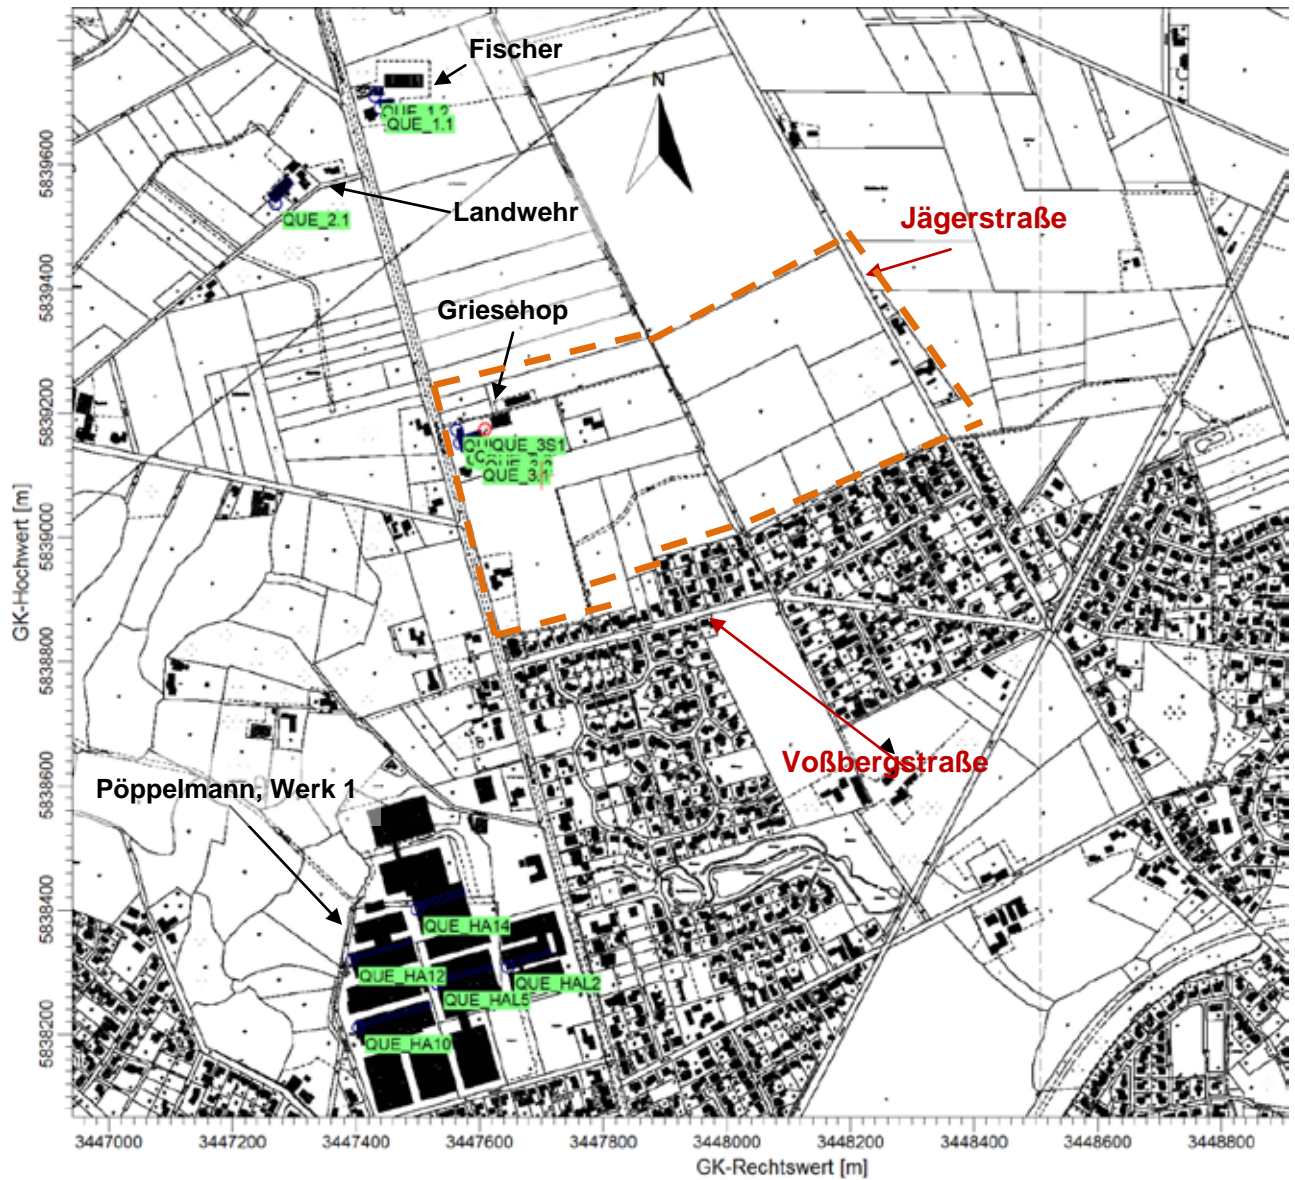 Fischer
N
QUE_1.2
QUE_1.1
Landwehr
QUE_2.1
Jägerstraße
Griesehop
QUE_3S1
QUE_3.1
Voßbergstraße
Pöppelmann, Werk 1
QUE_HA14
QUE_HA12
QUE_HAL2
QUE_HAL5
QUE_HA10
GK-Hochwert [m]
5839600
5839400
5839200
5839000
5838800
5838600
5838400
5838200
3447000
3447200
3447400
3447600
3447800
3448000
3448200
3448400
3448600
3448800
GK-Rechtswert [m]